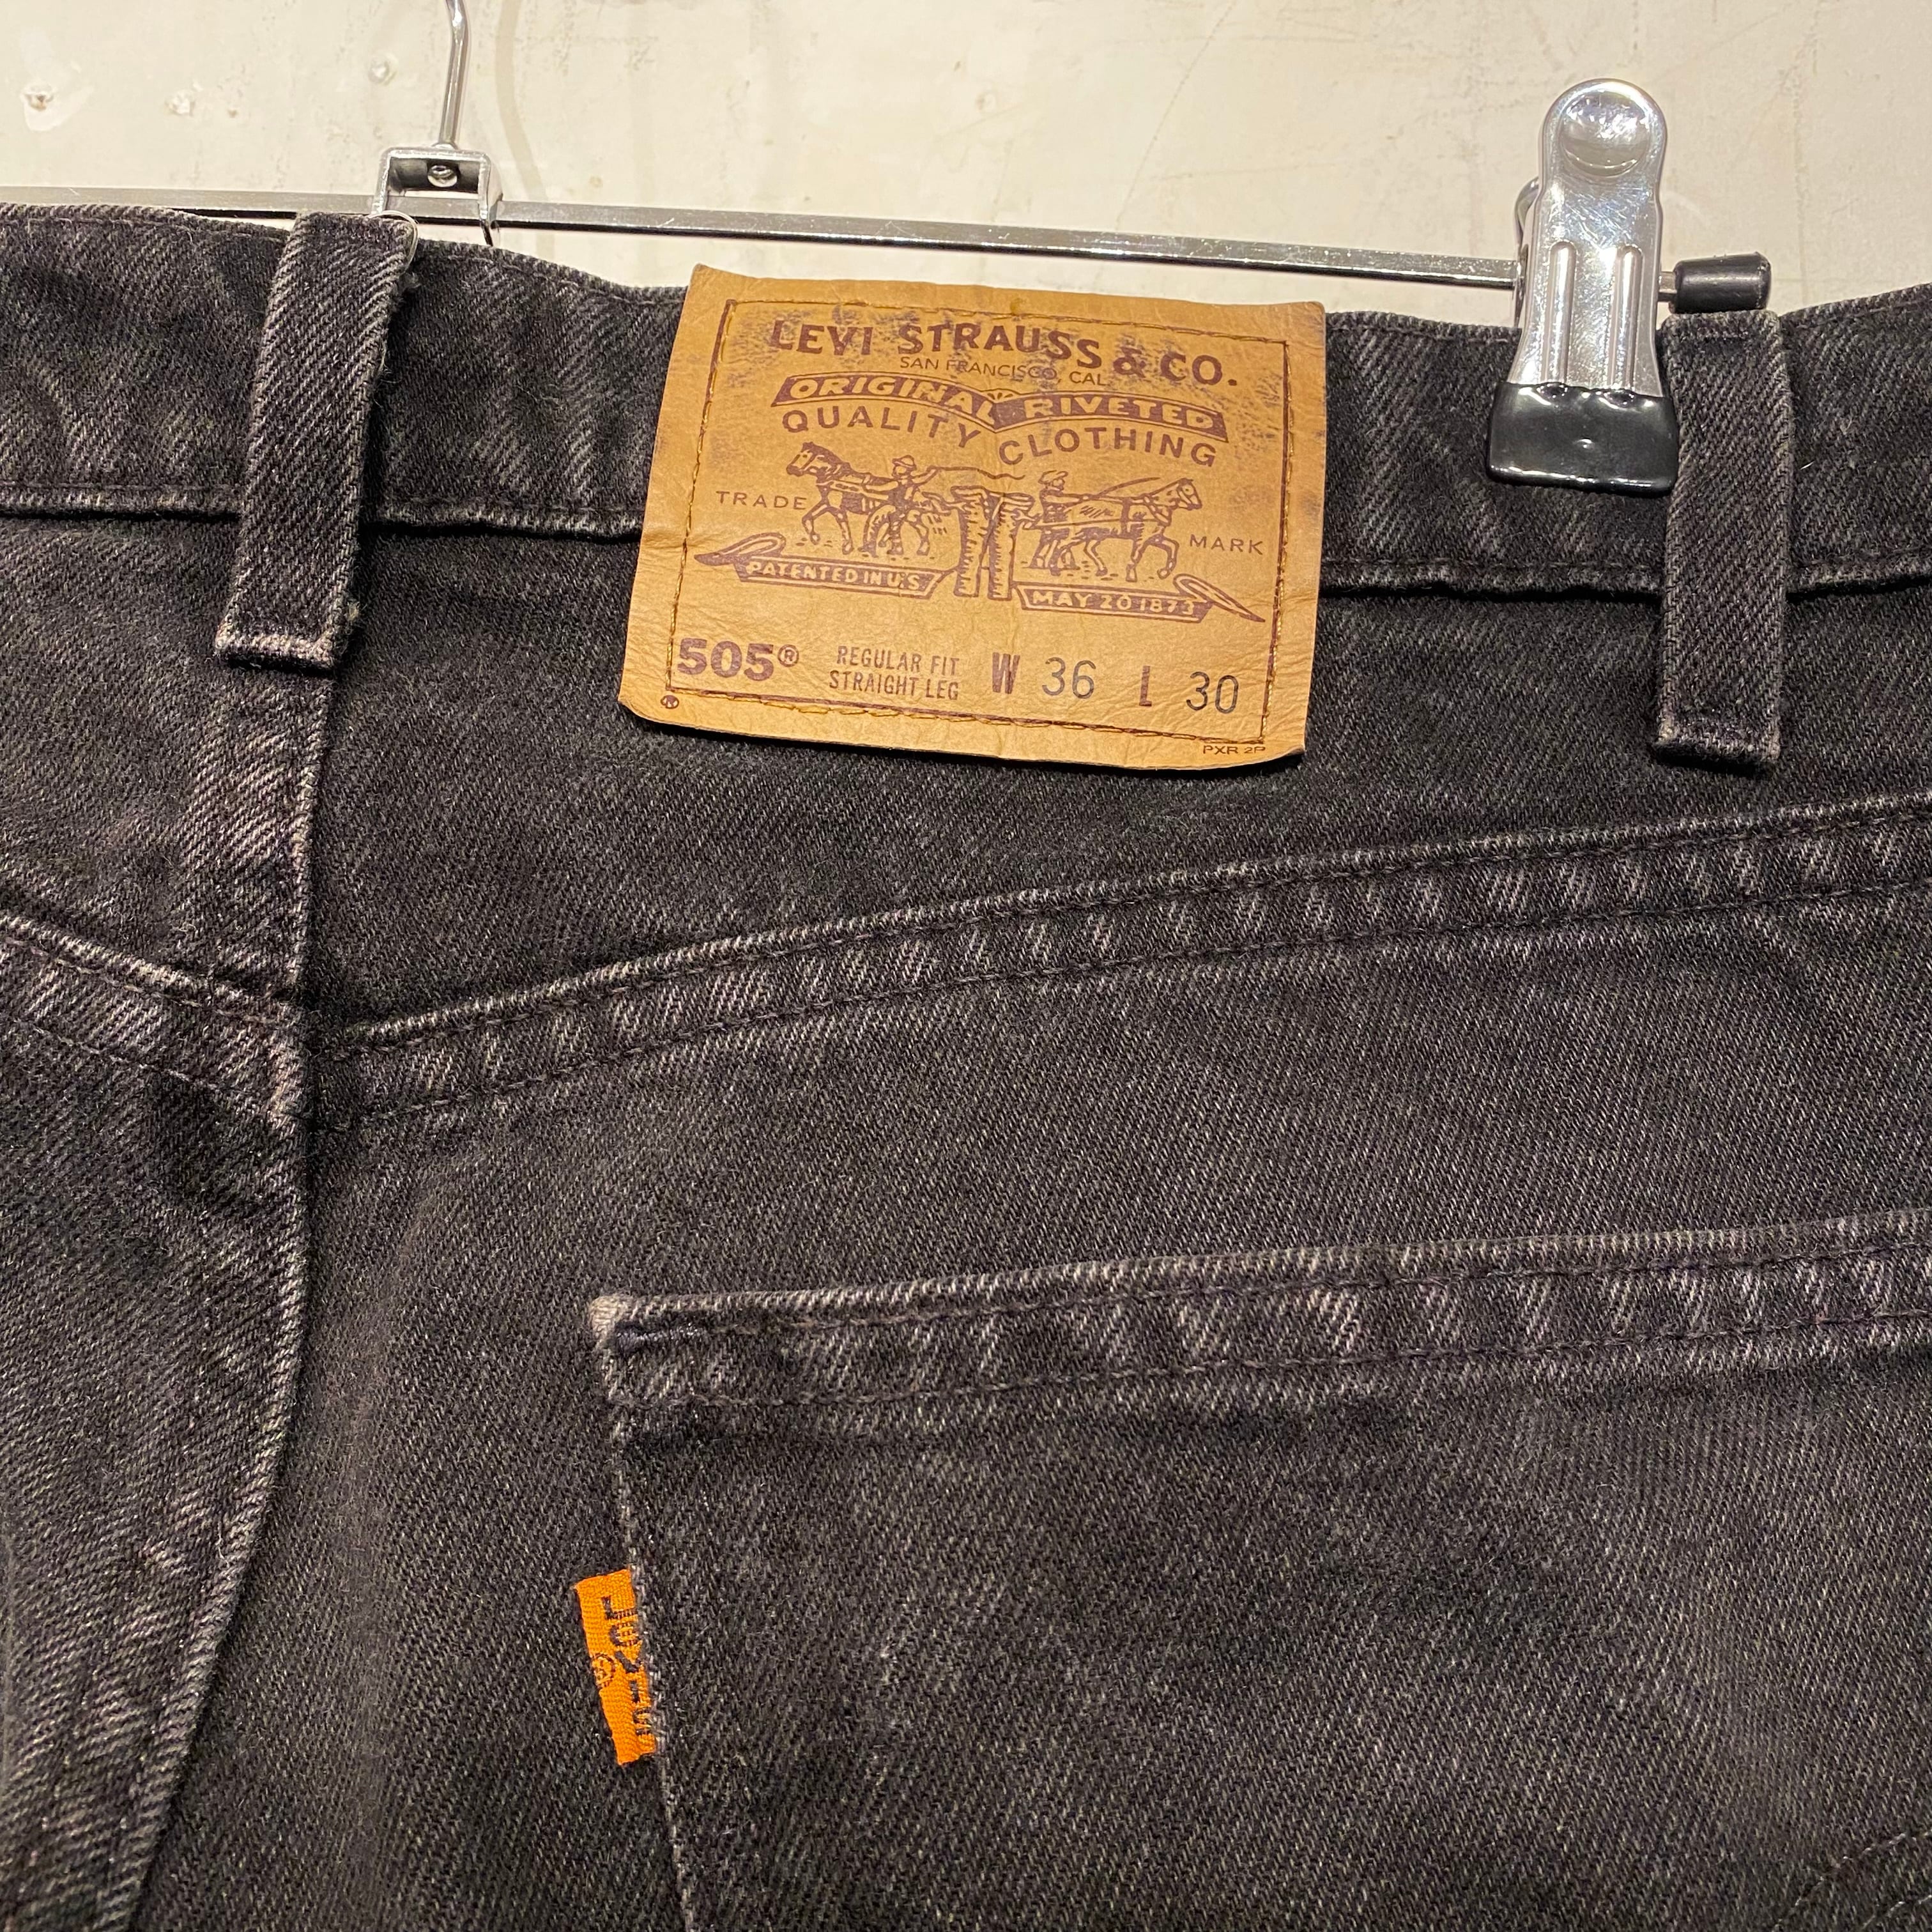 LEVI STRAUSS & CO.
SAN FRANCISCO, CAL.
ORIGINAL RIVETED
QUALITY CLOTHING
TRADE MARK
PATENTED IN U.S. MAY 20 1873
505® REGULAR FIT W 36 L 30
STRAIGHT LEG
®
PXR 2P
LEVI'S
®